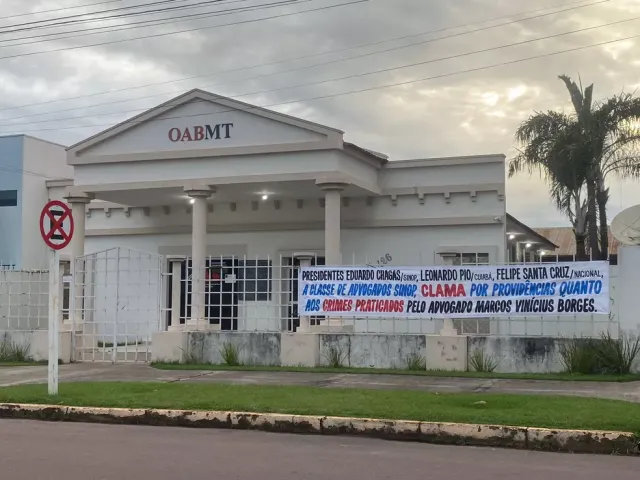 OABMT
186
PRESIDENTES EDUARDO CHAGAS/SINOP, LEONARDO PIO/CUIABÁ, FELIPE SANTA CRUZ/NACIONAL,
A CLASSE DE ADVOGADOS SINOP, CLAMA POR PROVIDÊNCIAS QUANTO
AOS CRIMES PRATICADOS PELO ADVOGADO MARCOS VINÍCIUS BORGES.